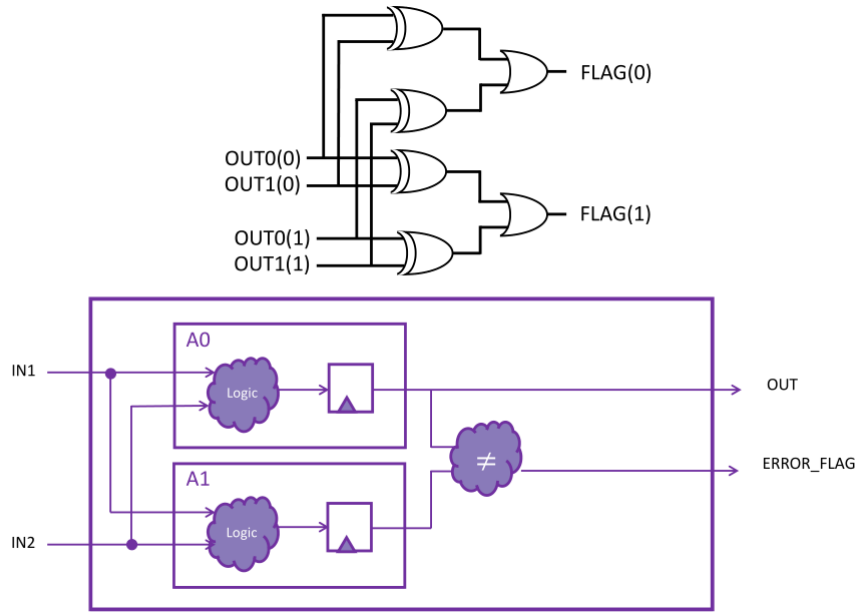 FLAG(0)
OUT0(0)
OUT1(0)
FLAG(1)
OUT0(1)
OUT1(1)
A0
IN1
Logic
OUT
≠
ERROR_FLAG
A1
Logic
IN2